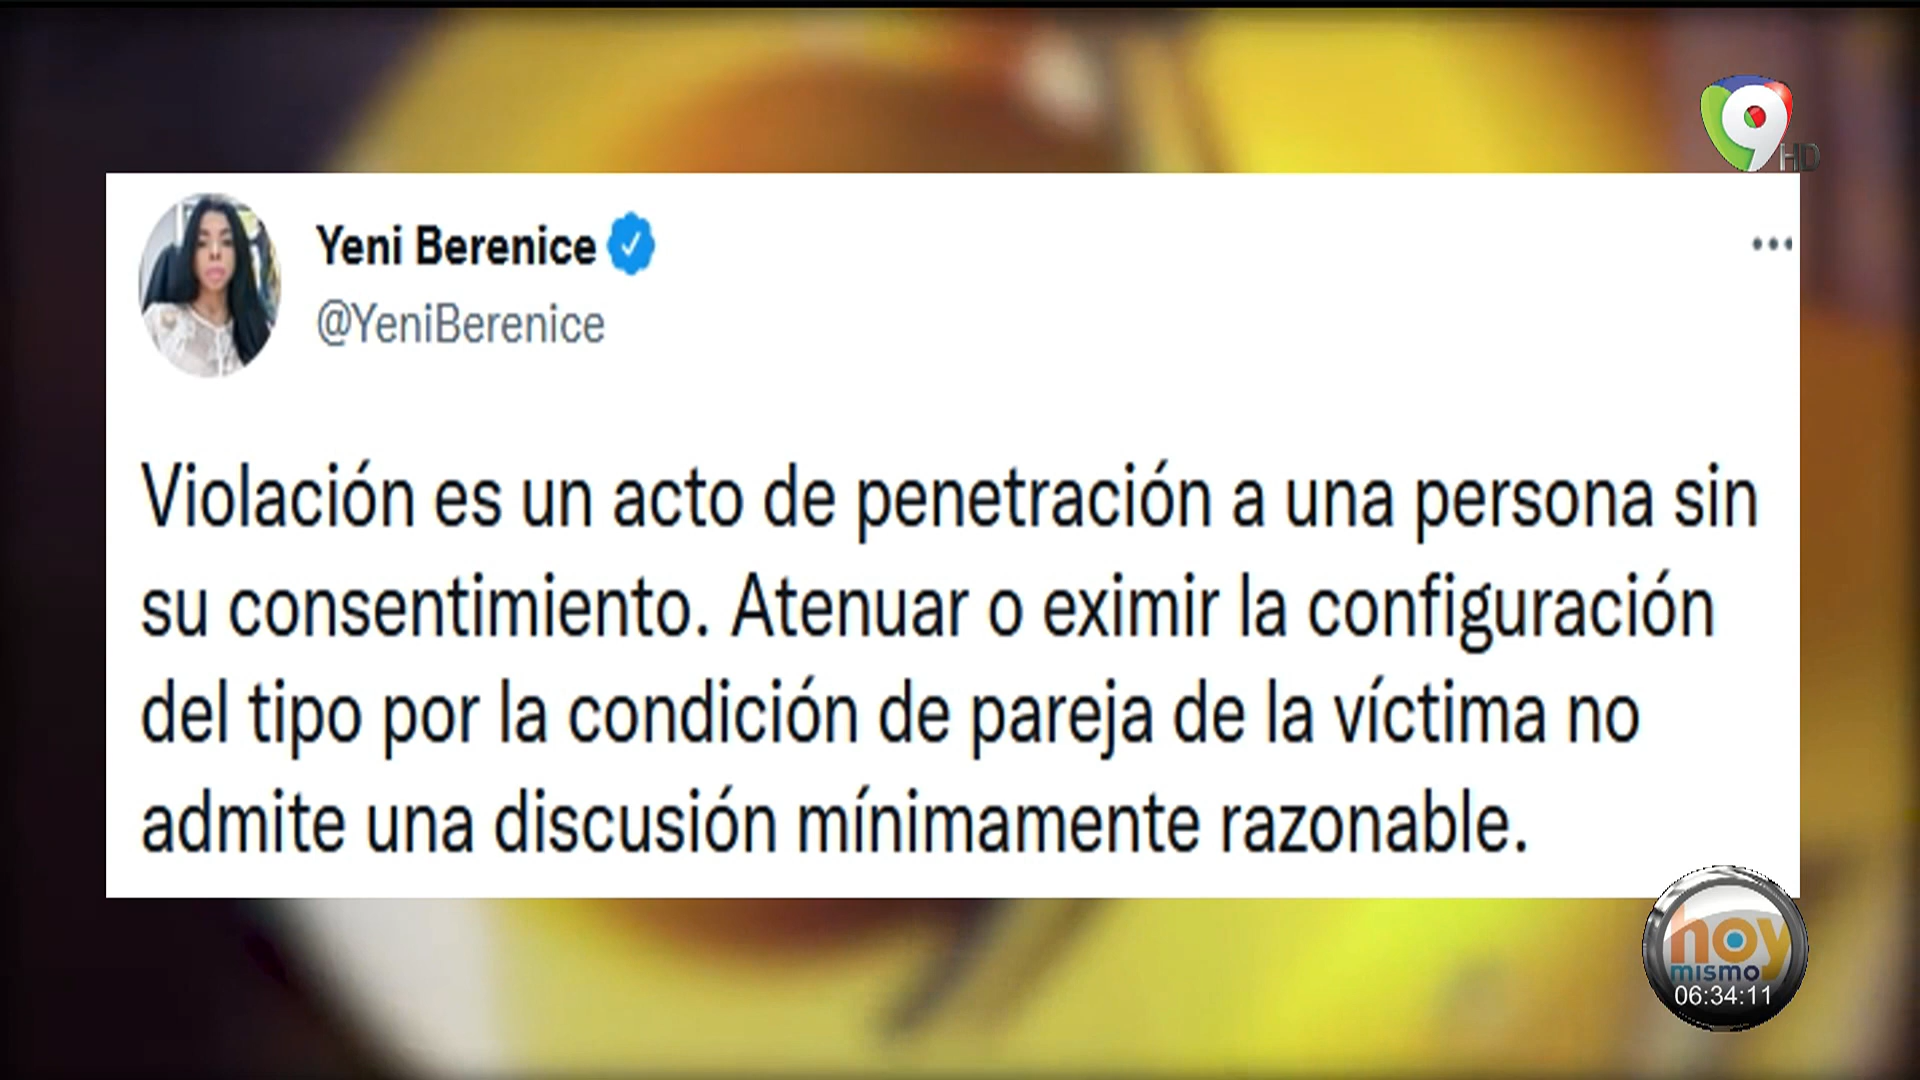 9
HD
Yeni Berenice
@YeniBerenice
Violación es un acto de penetración a una persona sin
su consentimiento. Atenuar o eximir la configuración
del tipo por la condición de pareja de la víctima no
admite una discusión mínimamente razonable.
hoy
mismo
06:34:11